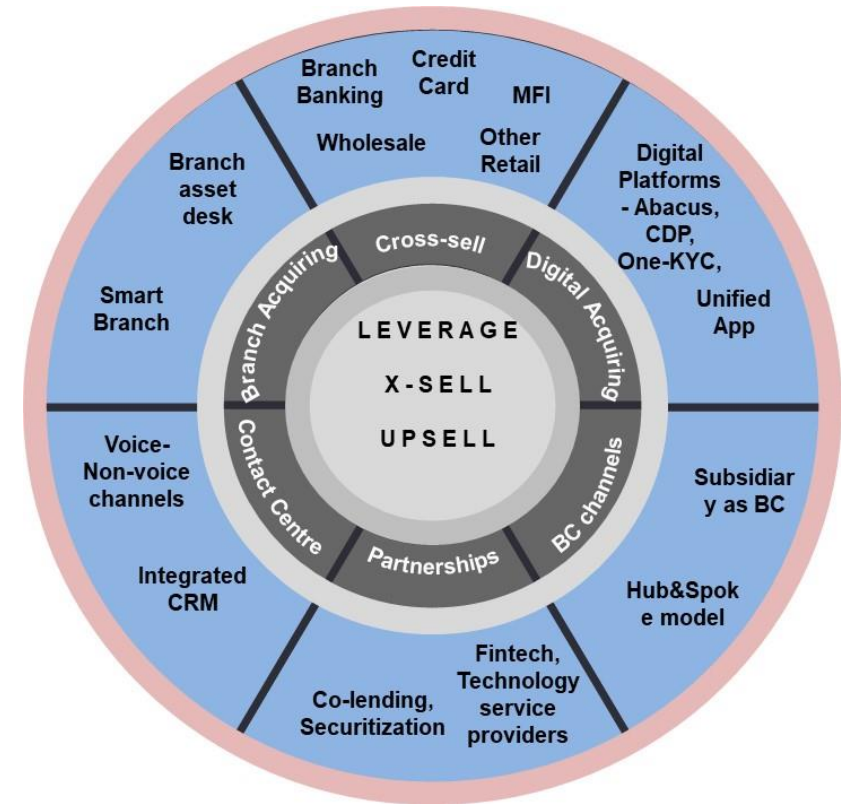 Branch
Banking
Credit
Card
MFI
Wholesale
Other
Retail
Digital
Platforms
- Abacus,
CDP,
One-KYC,
Unified
App
Subsidiar
y as BC
Hub&Spok
e model
Fintech,
Technology
service
providers
Co-lending,
Securitization
Integrated
CRM
Voice-
Non-voice
channels
Smart
Branch
Branch
asset
desk
Cross-sell
Digital Acquiring
BC channels
Partnerships
Contact Centre
Branch Acquiring
LEVERAGE
X-SELL
UPSELL